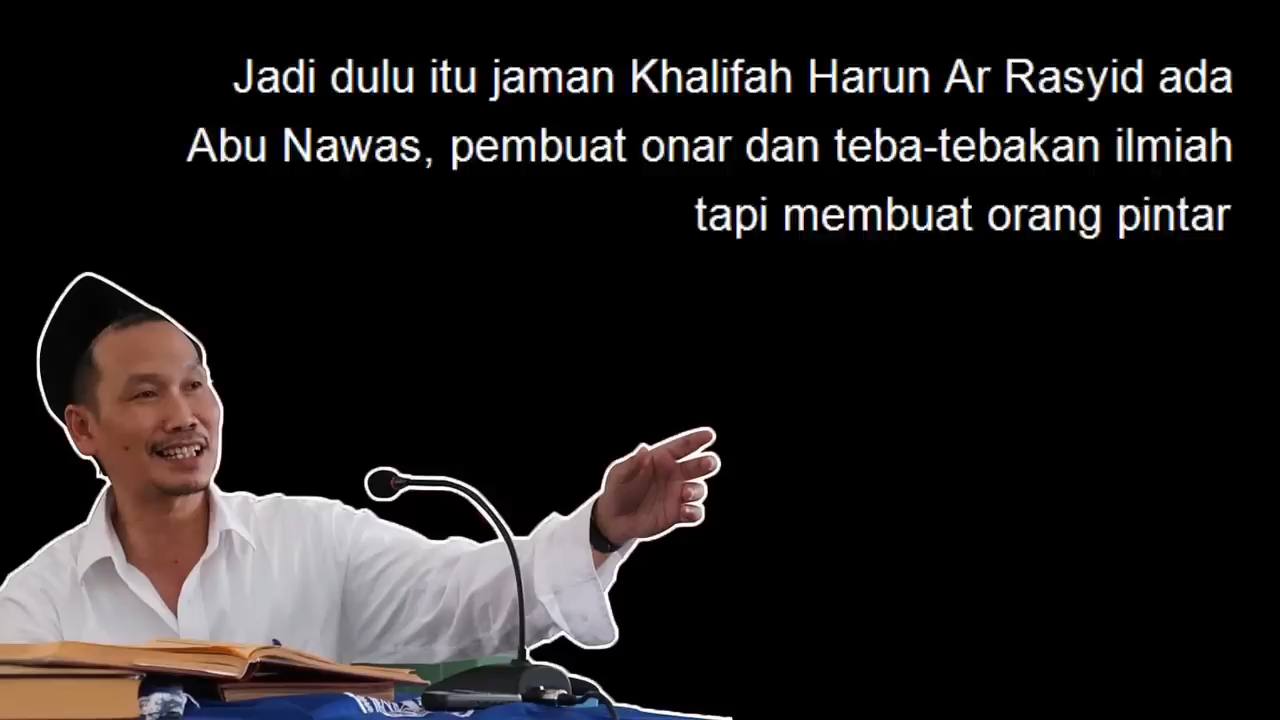 Jadi dulu itu jaman Khalifah Harun Ar Rasyid ada
Abu Nawas, pembuat onar dan teba-tebakan ilmiah
tapi membuat orang pintar